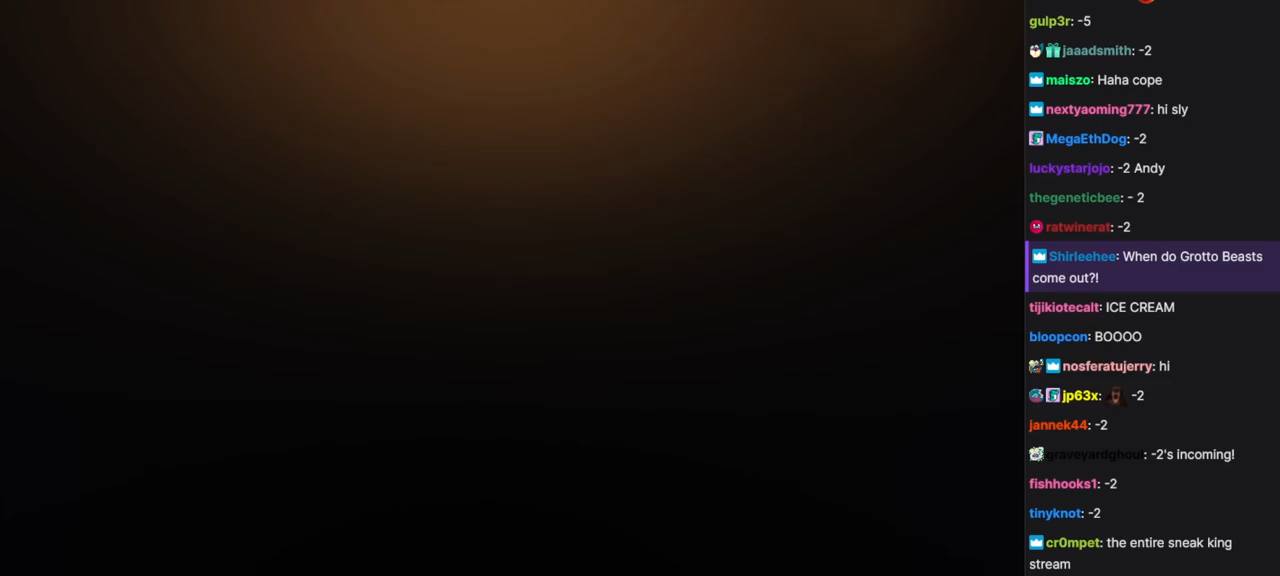 gulp3r: -5
jaaadsmith: -2
maiszo: Haha cope
nextyaoming777: hi sly
MegaEthDog: -2
luckystarjojo: -2 Andy
thegeneticbee: - 2
ratwinerat: -2
Shirleehee: When do Grotto Beasts
come out?!
tijikiotecalt: ICE CREAM
bloopcon: BOOOO
nosferatujerry: hi
jp63x: -2
jannek44: -2
graveyardghoul: -2's incoming!
fishhooks1: -2
tinyknot: -2
cr0mpet: the entire sneak king
stream